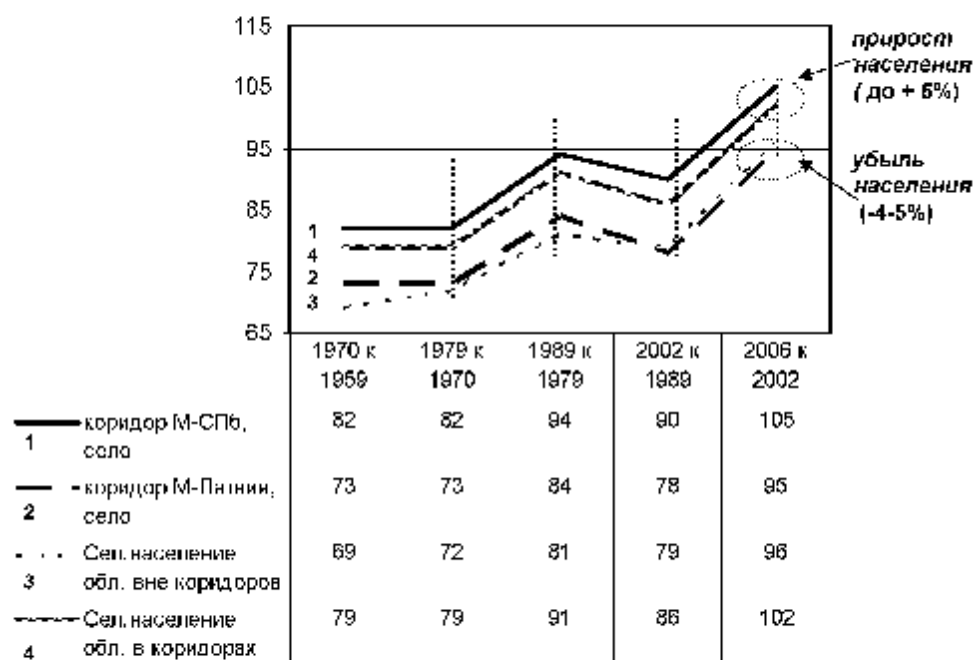 115
105
95
85
75
65
прирост
населения
( до + 5%)
убыль
населения
(-4-5%)
1
4
2
3
1970 к 1979 к 1989 к 2002 к 2006 к
1959 1970 1979 1989 2002
коридор М-СПб, 82 82 94 90 105
1 село
коридор М-Латвия, 73 73 84 78 95
2 село
Сел. население 69 72 81 79 96
3 обл. вне коридоров
Сел. население 79 79 91 86 102
4 обл. в коридорах